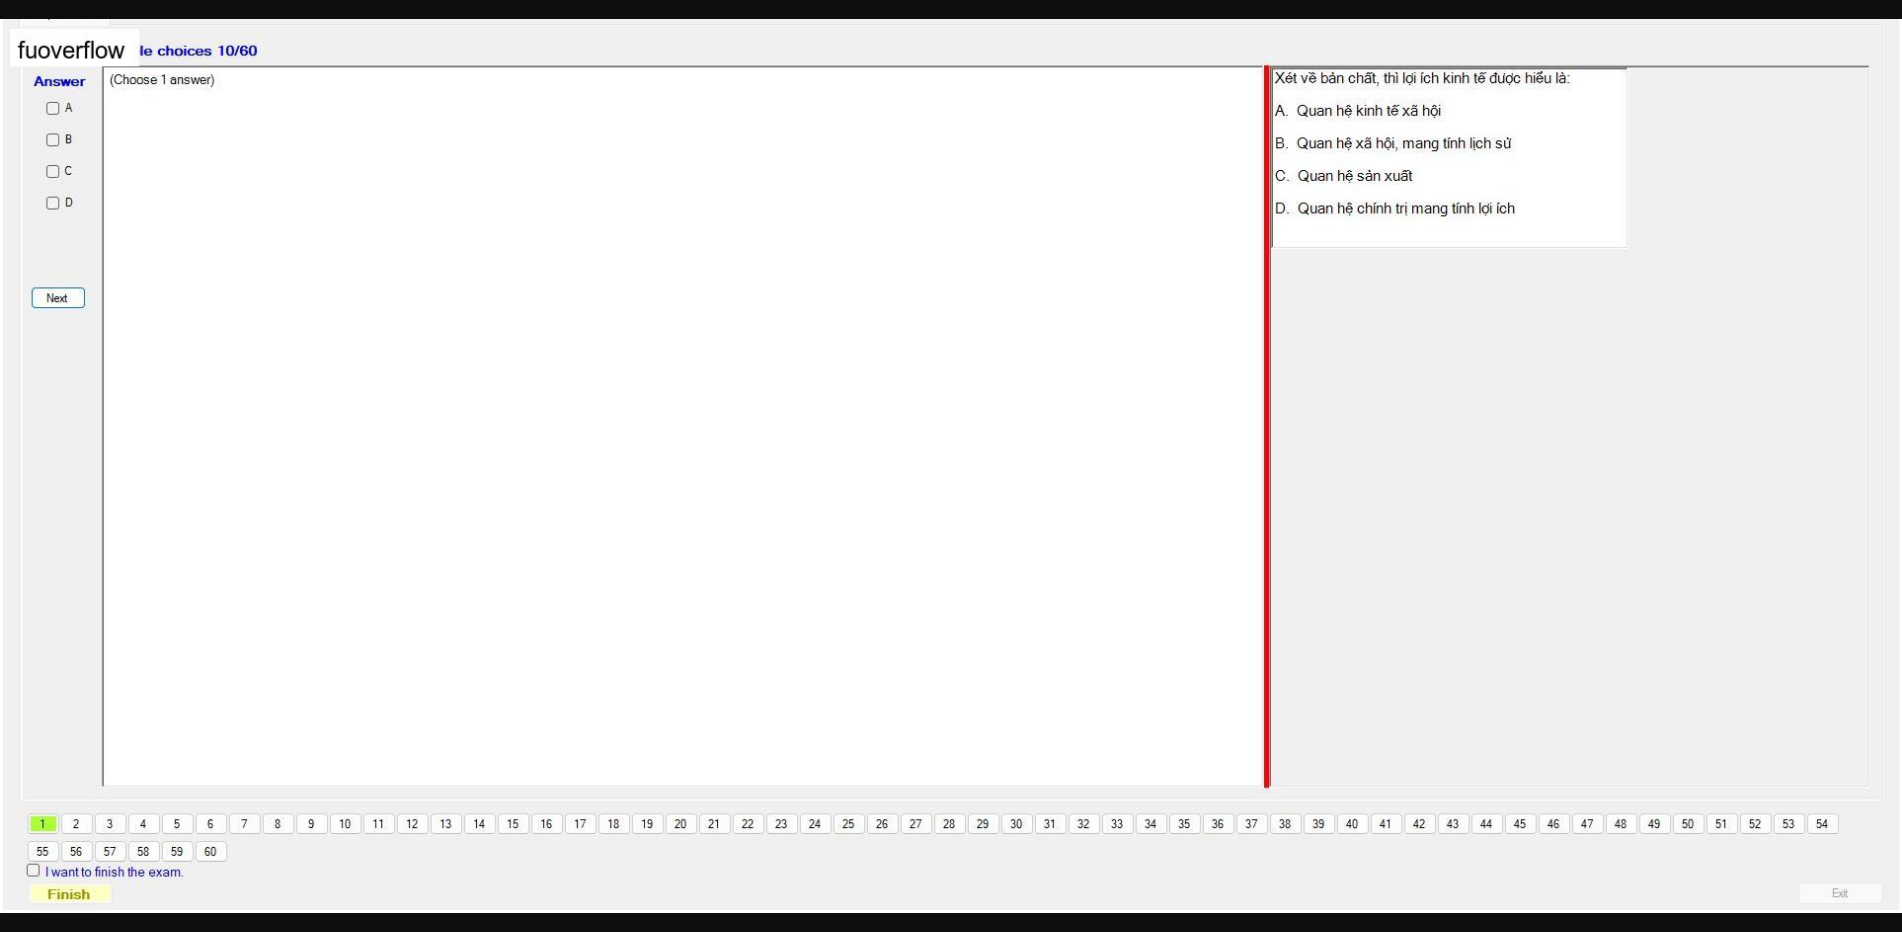 fuoverflow le choices 10/60
Answer
(Choose 1 answer)
A
B
C
D
Next
Xét về bản chất, thì lợi ích kinh tế được hiểu là:
A. Quan hệ kinh tế xã hội
B. Quan hệ xã hội, mang tính lịch sử
C. Quan hệ sản xuất
D. Quan hệ chính trị mang tính lợi ích
1 2 3 4 5 6 7 8 9 10 11 12 13 14 15 16 17 18 19 20 21 22 23 24 25 26 27 28 29 30 31 32 33 34 35 36 37 38 39 40 41 42 43 44 45 46 47 48 49 50 51 52 53 54
55 56 57 58 59 60
I want to finish the exam.
Finish
Exit